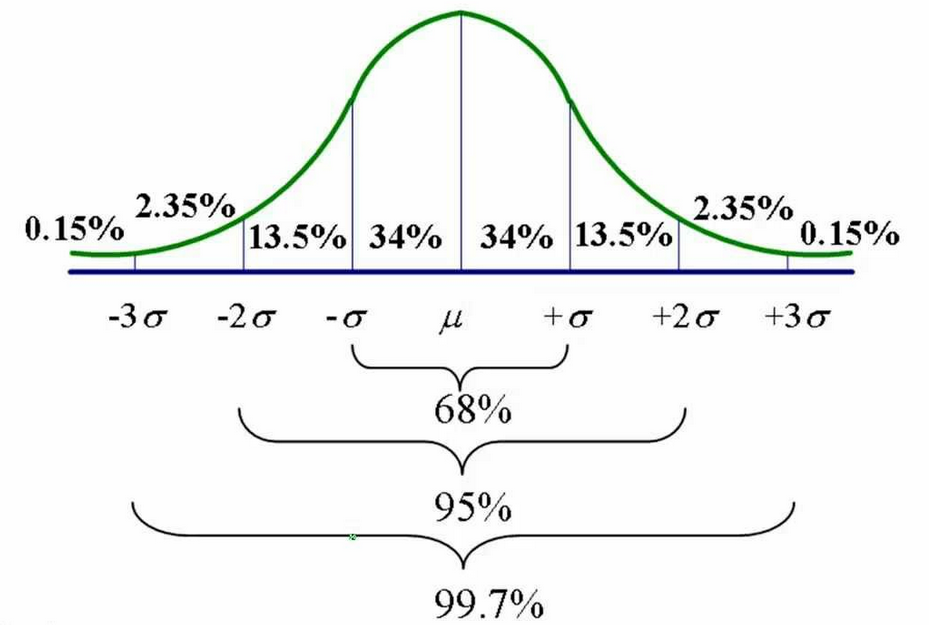 2.35% 2.35%
0.15% 13.5% 34% 34% 13.5% 0.15%
-3σ -2σ -σ μ +σ +2σ +3σ
68%
95%
99.7%